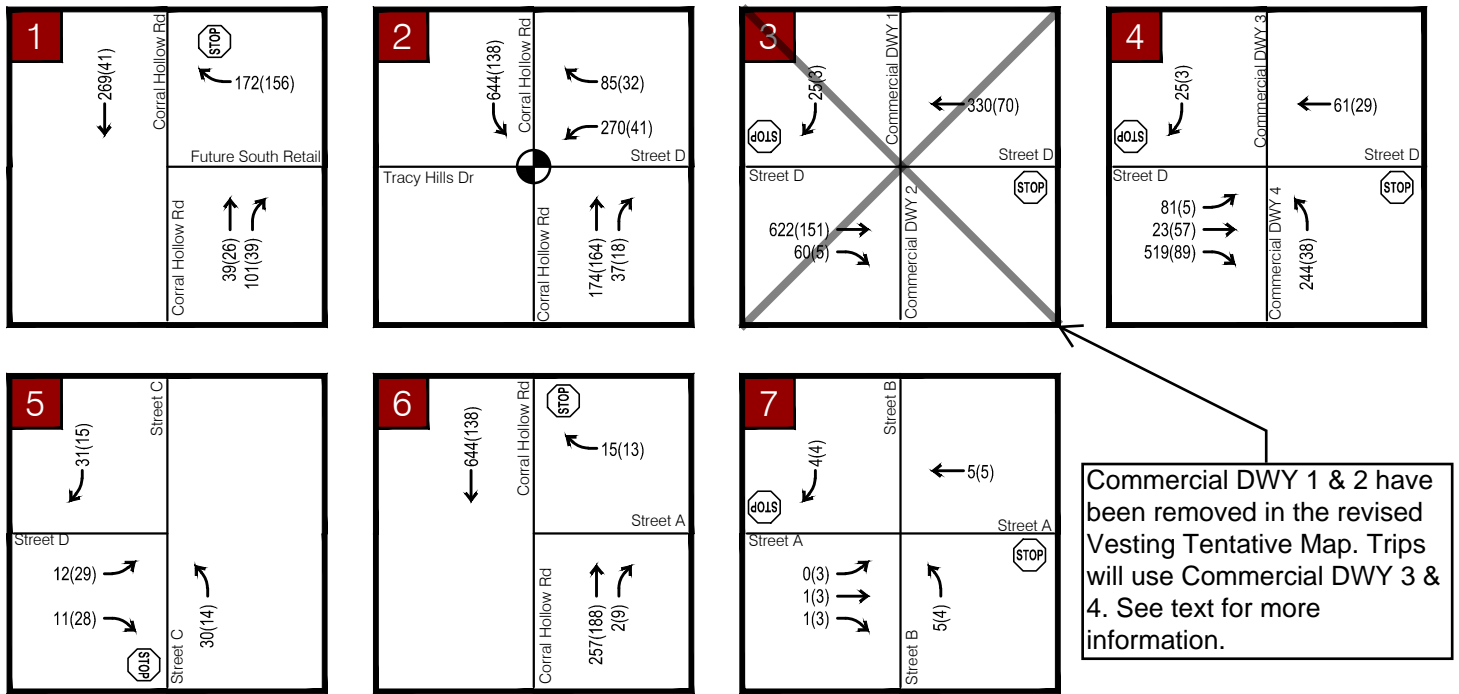 1
269(41)
Corral Hollow Rd
STOP
172(156)
Future South Retail
Corral Hollow Rd
39(26)
101(39)
2
644(138)
Corral Hollow Rd
85(32)
270(41)
Street D
Tracy Hills Dr
Corral Hollow Rd
174(164)
37(18)
3
25(3)
Commercial DWY 1
330(70)
STOP
Street D
Street D
STOP
622(151)
60(5)
Commercial DWY 2
4
25(3)
Commercial DWY 3
61(29)
STOP
Street D
Street D
STOP
81(5)
23(57)
519(89)
Commercial DWY 4
244(38)
5
31(15)
Street C
Street D
12(29)
11(28)
STOP
Street C
30(14)
6
644(138)
Corral Hollow Rd
STOP
15(13)
Street A
Corral Hollow Rd
257(188)
2(9)
7
4(4)
Street B
5(5)
STOP
Street A
Street A
STOP
0(3)
1(3)
1(3)
Street B
5(4)
Commercial DWY 1 & 2 have
been removed in the revised
Vesting Tentative Map. Trips
will use Commercial DWY 3 &
4. See text for more
information.